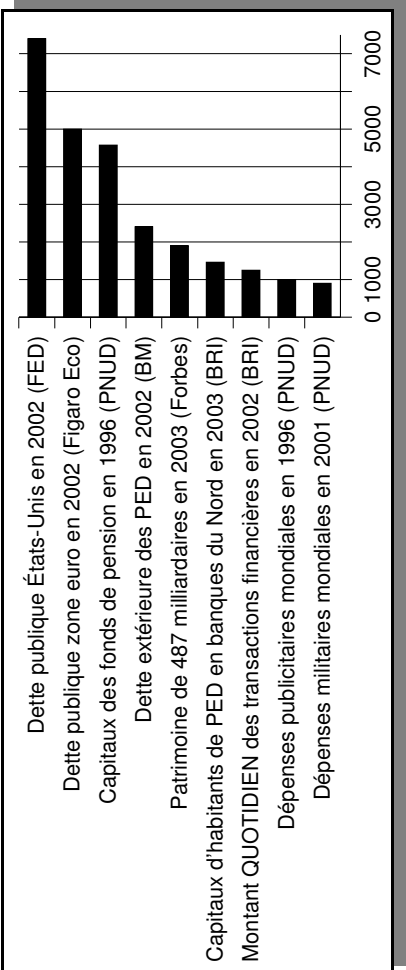 Dette publique États-Unis en 2002 (FED)
Dette publique zone euro en 2002 (Figaro Eco)
Capitaux des fonds de pension en 1996 (PNUD)
Dette extérieure des PED en 2002 (BM)
Patrimoine de 487 milliardaires en 2003 (Forbes)
Capitaux d'habitants de PED en banques du Nord en 2003 (BRI)
Montant QUOTIDIEN des transactions financières en 2002 (BRI)
Dépenses publicitaires mondiales en 1996 (PNUD)
Dépenses militaires mondiales en 2001 (PNUD)
0 1000 3000 5000 7000